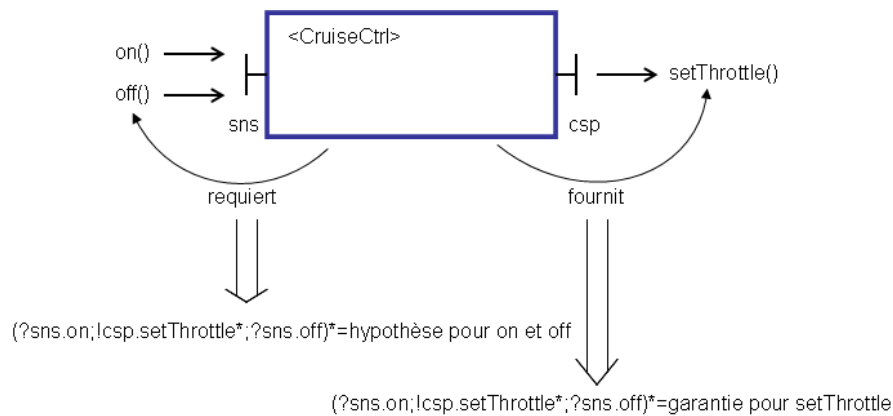 <CruiseCtrl>
on()
off()
setThrottle()
sns
csp
requiert
fournit
(?sns.on;!csp.setThrottle*;?sns.off)*=hypothèse pour on et off
(?sns.on;!csp.setThrottle*;?sns.off)*=garantie pour setThrottle